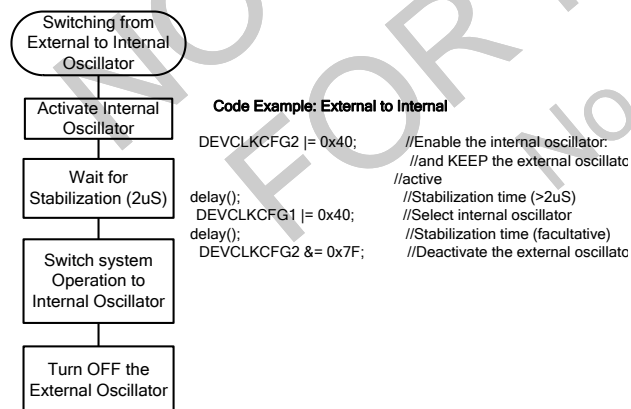 Switching from
External to Internal
Oscillator
Activate Internal
Oscillator
Wait for
Stabilization (2uS)
Switch system
Operation to
Internal Oscillator
Turn OFF the
External Oscillator
Code Example: External to Internal
DEVCLKCFG2 |= 0x40; //Enable the internal oscillator:
//and KEEP the external oscillato
//active
delay(); //Stabilization time (>2uS)
DEVCLKCFG1 |= 0x40; //Select internal oscillator
delay(); //Stabilization time (facultative)
DEVCLKCFG2 &= 0x7F; //Deactivate the external oscillato
NO
FOR
No